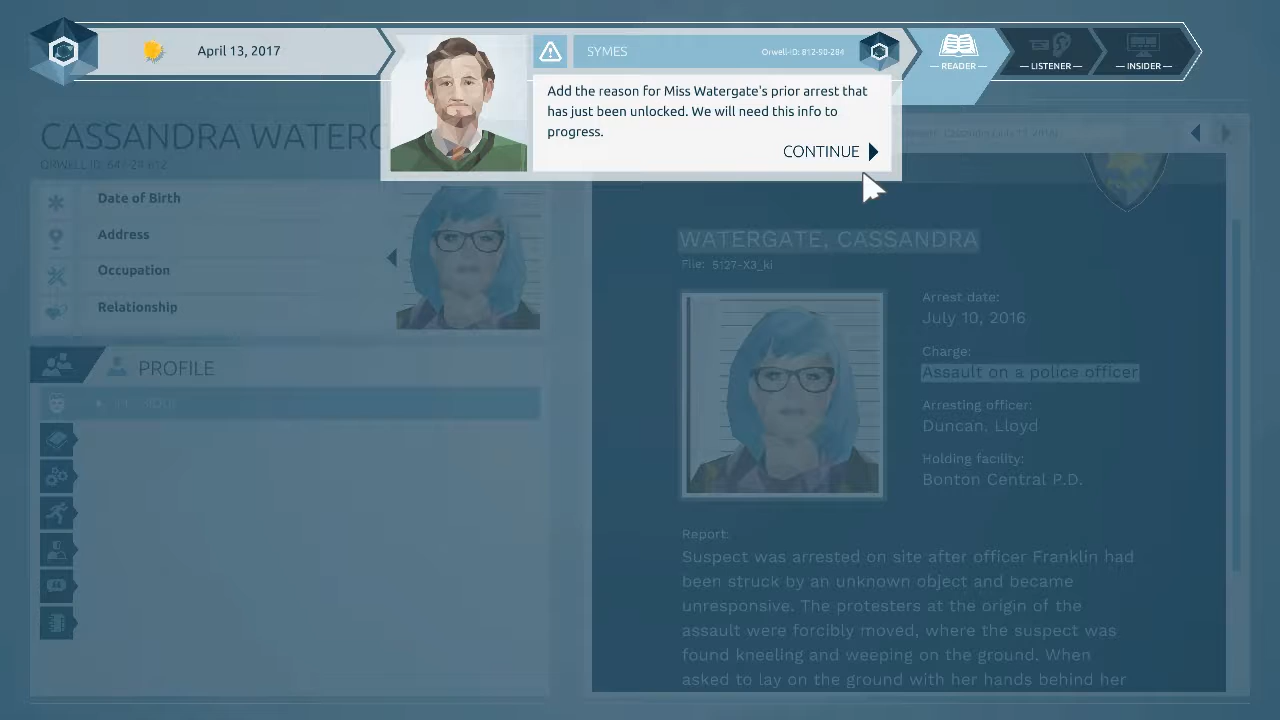 April 13, 2017
SYMES
Orwell-ID: 812-50-284
Add the reason for Miss Watergate's prior arrest that
has just been unlocked. We will need this info to
progress.
CONTINUE
— READER —
— LISTENER —
— INSIDER —
CASSANDRA WATERG
ORWELL ID:
Date of Birth
Address
Occupation
Relationship
PROFILE
WATERGATE, CASSANDRA
File: 5127-X3_ki
Arrest date:
July 10, 2016
Charge:
Assault on a police officer
Arresting officer:
Duncan, Lloyd
Holding facility:
Bonton Central P.D.
Report:
Suspect was arrested on site after officer Franklin had
been struck by an unknown object and became
unresponsive. The protesters at the origin of the
assault were forcibly moved, where the suspect was
found kneeling and weeping on the ground. When
asked to lay on the ground with her hands behind her